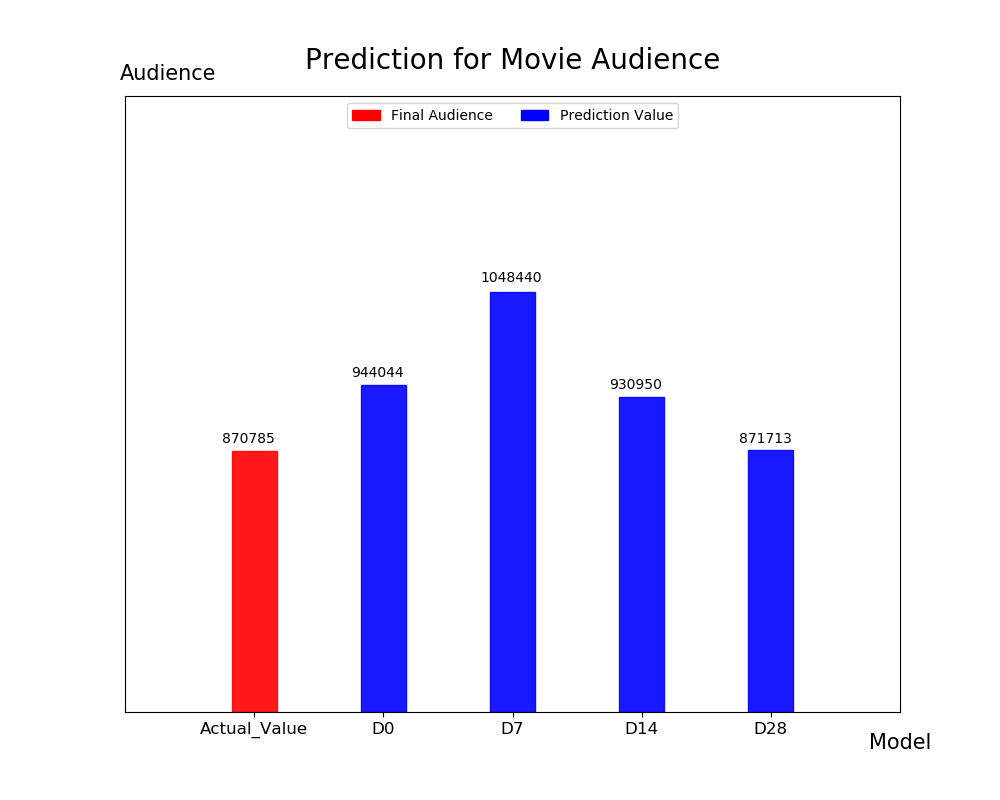 Prediction for Movie Audience
Audience
Final Audience Prediction Value
1048440
944044
930950
870785
871713
Actual_Value D0 D7 D14 D28
Model